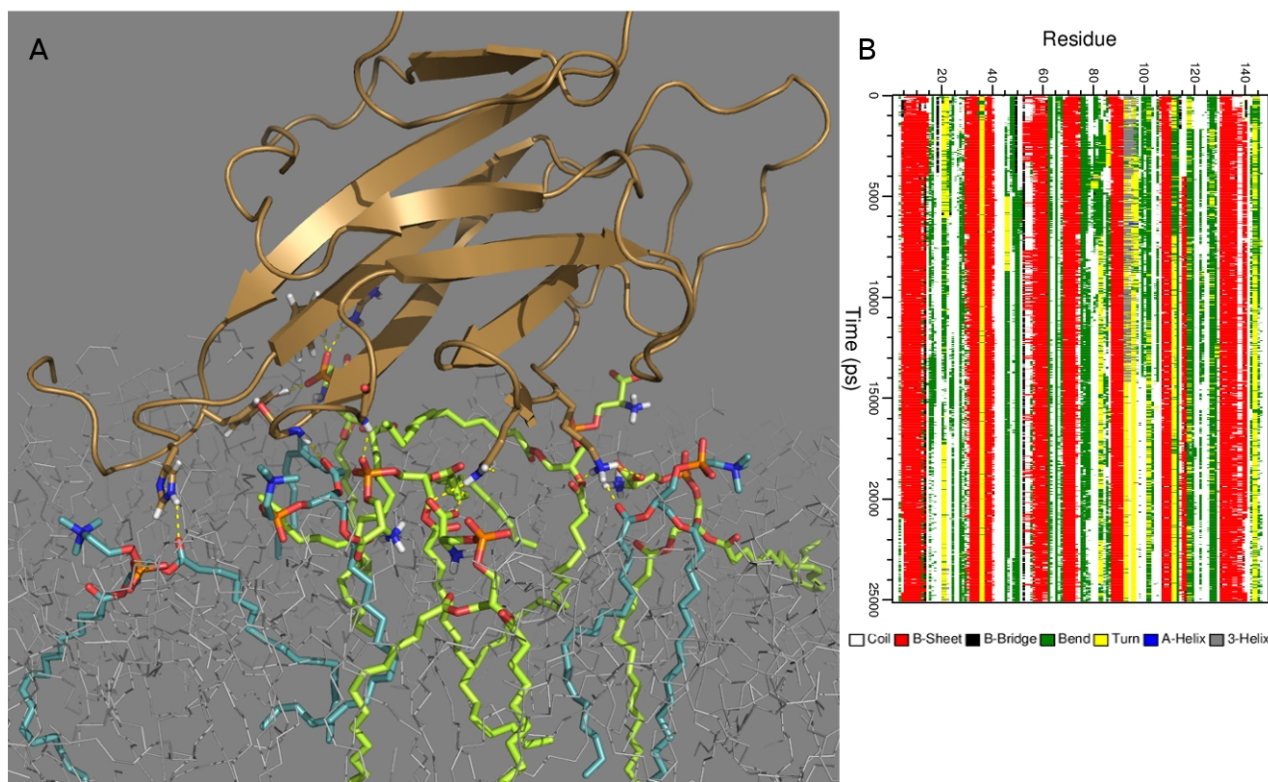 A
B
Residue
20 40 60 80 100 120 140
0
5000
10000
15000
20000
25000
Time (ps)
Coil B-Sheet B-Bridge Bend Turn A-Helix 3-Helix